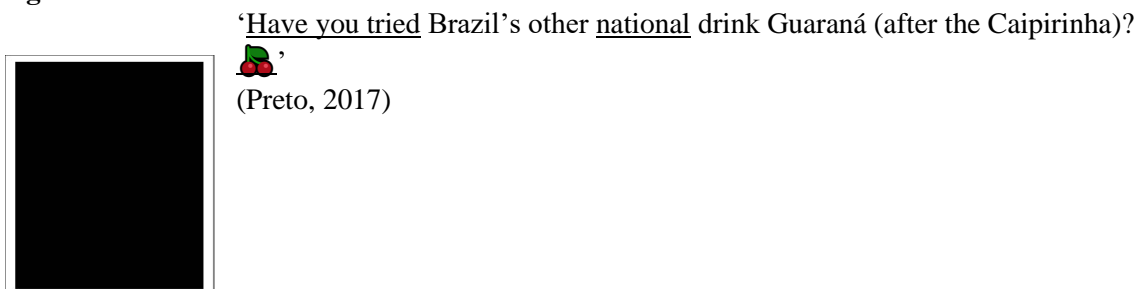 ‘Have you tried Brazil’s other national drink Guaraná (after the Caipirinha)?
🍒’
(Preto, 2017)